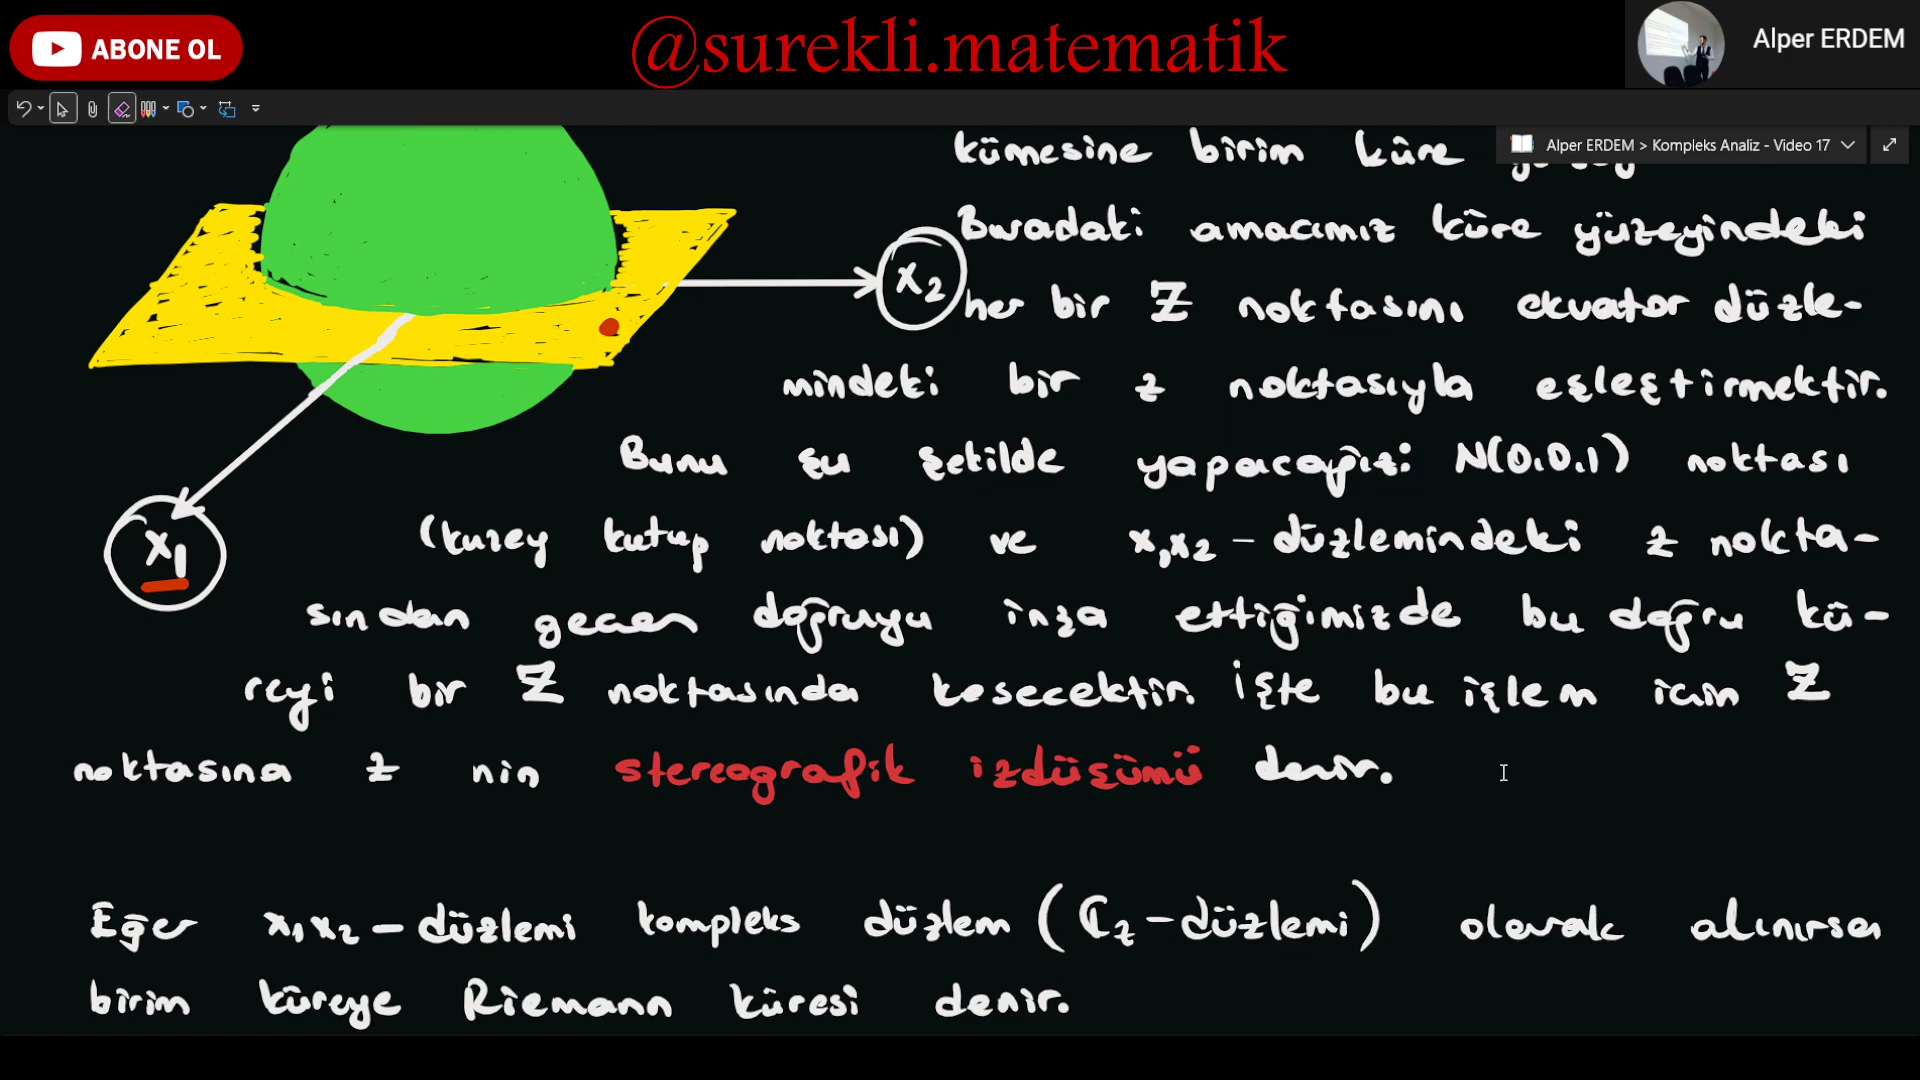 ABONE OL
@surekli.matematik
Alper ERDEM
Alper ERDEM > Kompleks Analiz - Video 17
kümesine birim küre
Buradaki amacımız küre yüzeyindeki
x₂
her bir Z noktasını ekvator düzle-
mindeki bir z noktasıyla eşleştirmektir.
Bunu şu şekilde yapacağız: N(0,0,1) noktası
x₁
(kuzey kutup noktası) ve x₁x₂-düzlemindeki z nokta-
sından geçen doğruyu inşa ettiğimizde bu doğru kü-
reyi bir Z noktasında kesecektir. İşte bu işlem için Z
noktasına z nin stereografik izdüşümü denir.
Eğer x₁x₂-düzlemi kompleks düzlem (ℂ_z-düzlemi) olarak alınırsa
birim küreye Riemann küresi denir.